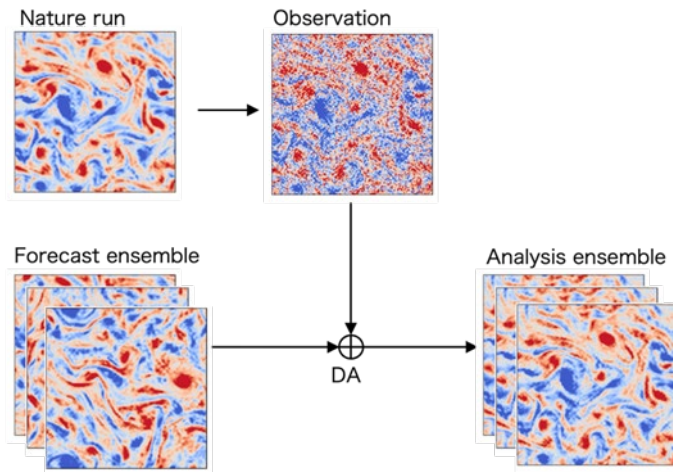 Nature run
Observation
Forecast ensemble
Analysis ensemble
DA